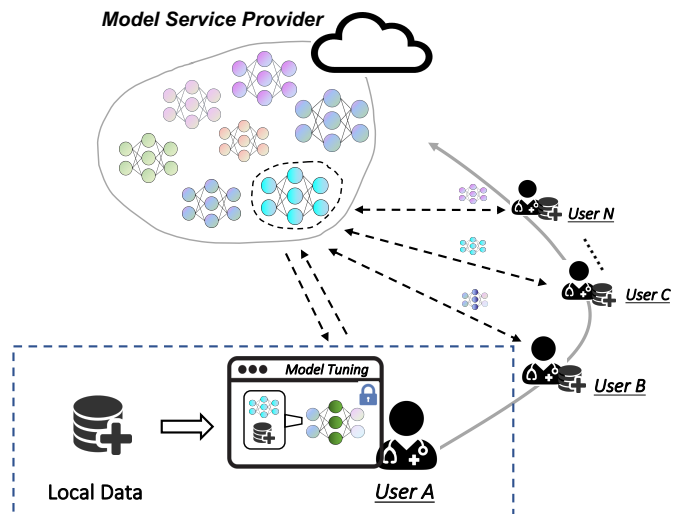 Model Service Provider
User N
User C
User B
Model Tuning
Local Data
User A